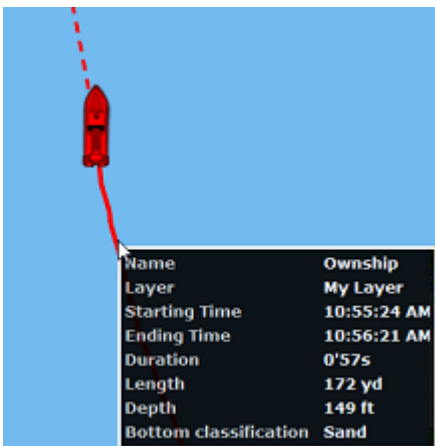 Name Ownship
Layer My Layer
Starting Time 10:55:24 AM
Ending Time 10:56:21 AM
Duration 0'57s
Length 172 yd
Depth 149 ft
Bottom classification Sand